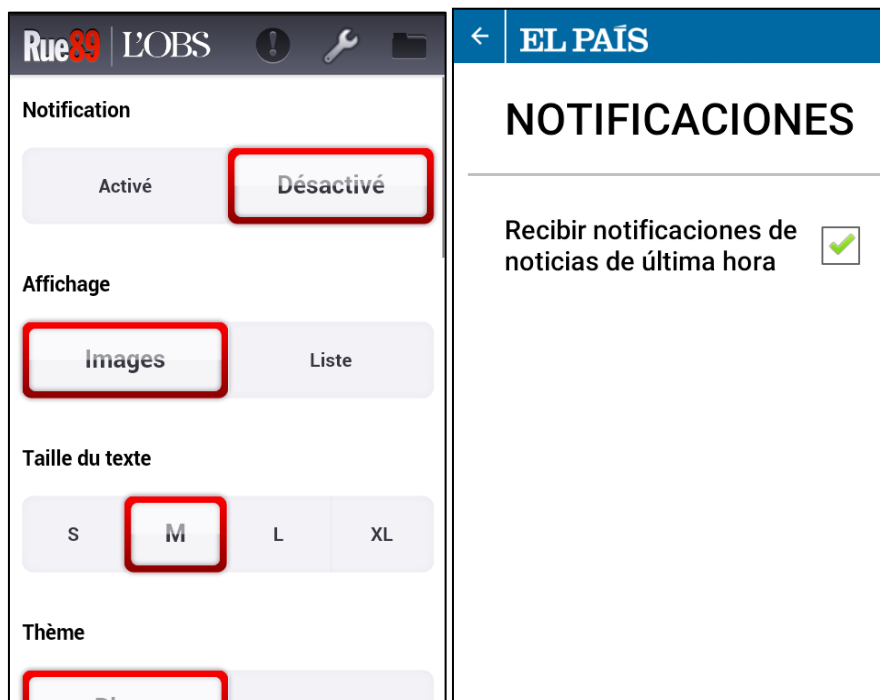 Rue89 L'OBS
Notification
Activé Désactivé
Affichage
Images Liste
Taille du texte
S M L XL
Thème
EL PAÍS
NOTIFICACIONES
Recibir notificaciones de
noticias de última hora